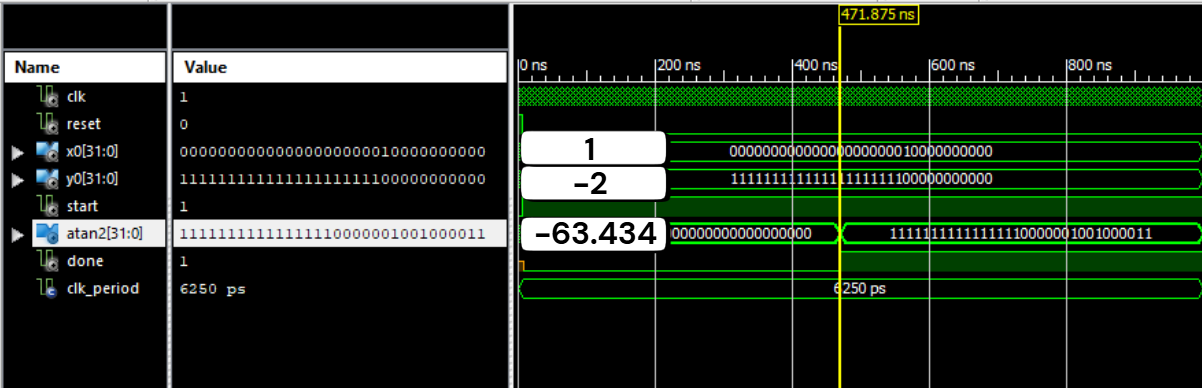 471.875 ns
Name Value
0 ns 200 ns 400 ns 600 ns 800 ns
clk 1
reset 0
x0[31:0] 00000000000000000000010000000000 1 00000000000000000000010000000000
y0[31:0] 11111111111111111111100000000000 -2 11111111111111111111100000000000
start 1
atan2[31:0] 11111111111111110000001001000011 -63.434 00000000000000000 11111111111111110000001001000011
done 1
clk_period 6250 ps 6250 ps